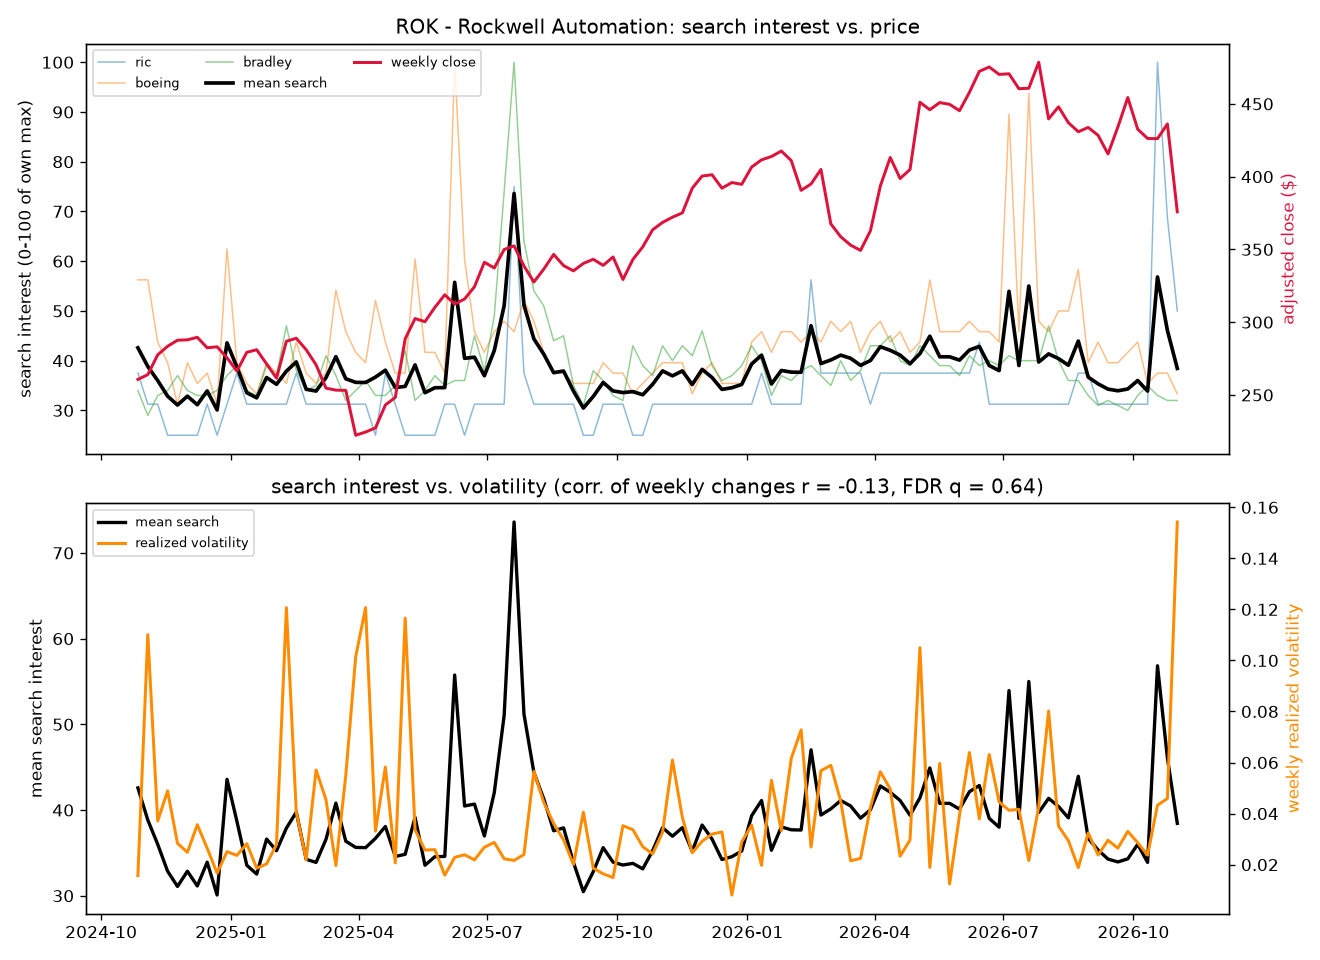 ROK - Rockwell Automation: search interest vs. price
ric
boeing
bradley
mean search
weekly close
100
90
80
70
60
50
40
30
search interest (0-100 of own max)
450
400
350
300
250
adjusted close ($)
search interest vs. volatility (corr. of weekly changes r = -0.13, FDR q = 0.64)
mean search
realized volatility
70
60
50
40
30
mean search interest
0.16
0.14
0.12
0.10
0.08
0.06
0.04
0.02
weekly realized volatility
2024-10
2025-01
2025-04
2025-07
2025-10
2026-01
2026-04
2026-07
2026-10